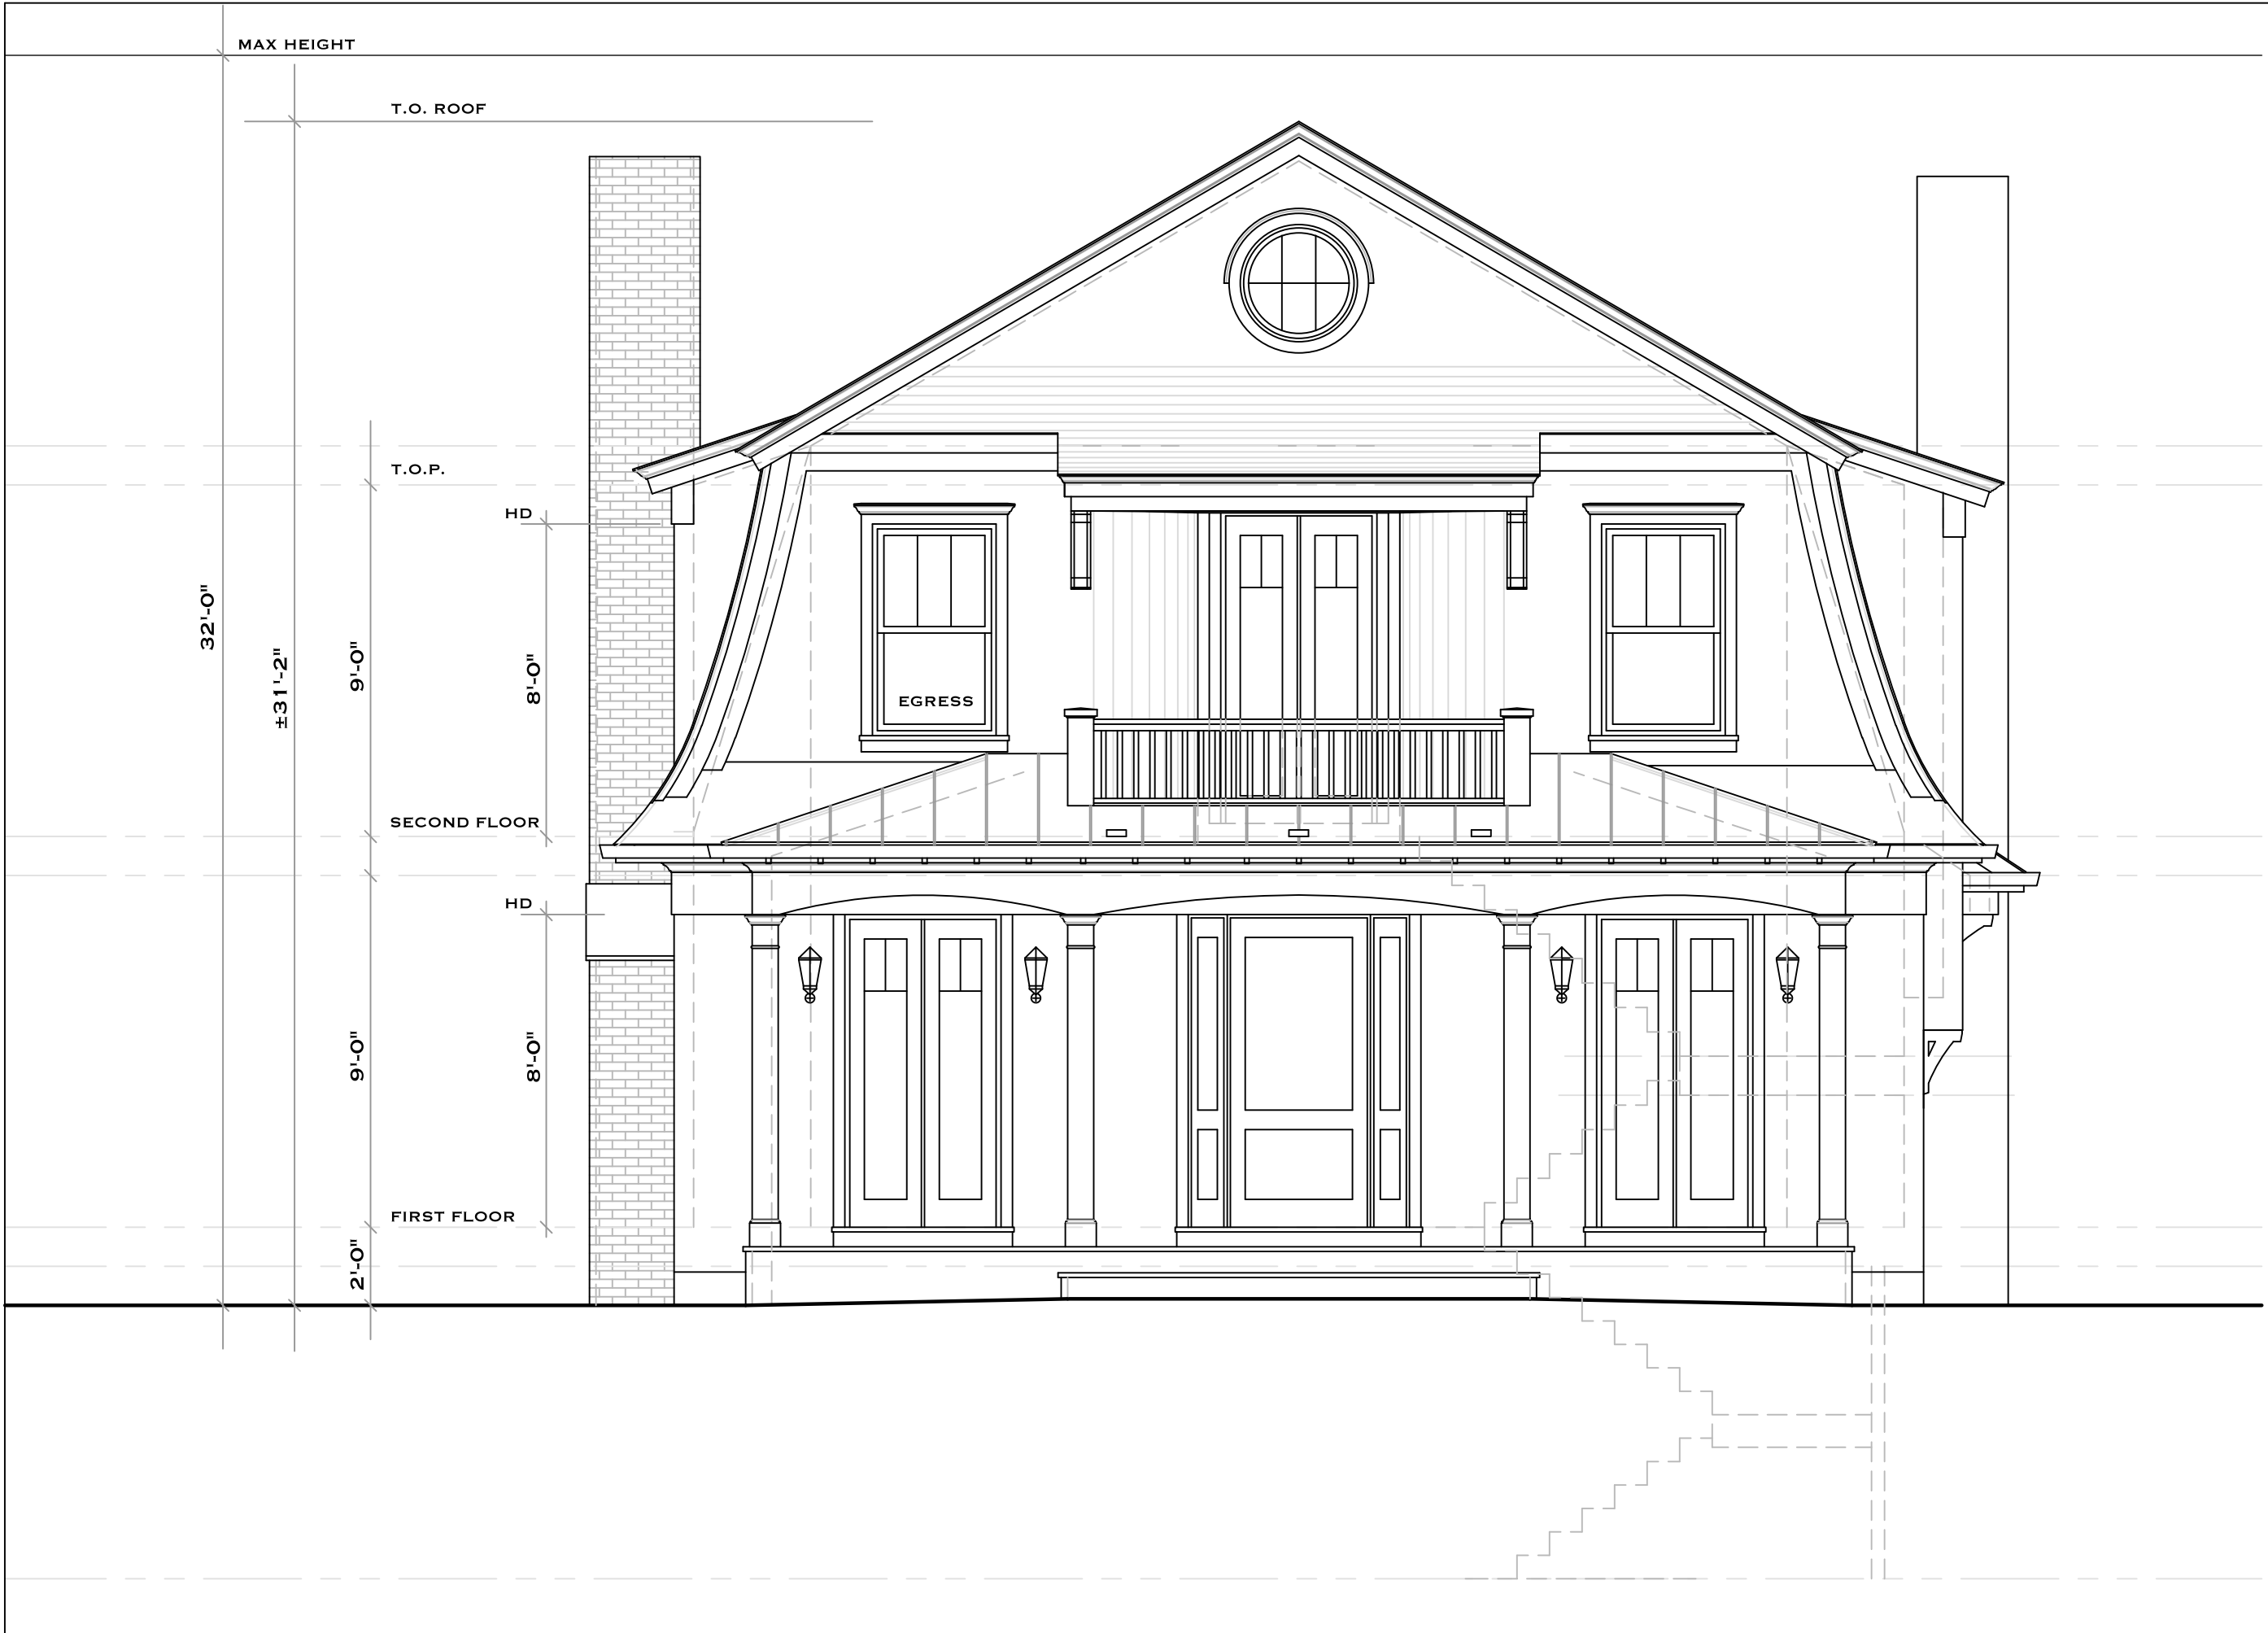 MAX HEIGHT
T.O. ROOF
T.O.P.
HD
32'-0"
±31'-2"
9'-0"
8'-0"
EGRESS
SECOND FLOOR
HD
9'-0"
8'-0"
FIRST FLOOR
2'-0"